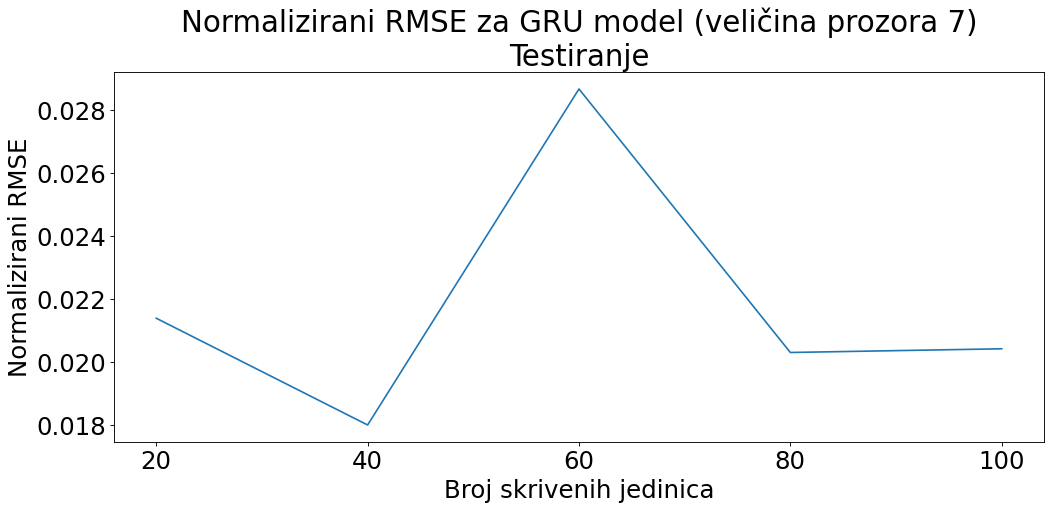 Normalizirani RMSE za GRU model (veličina prozora 7)
Testiranje
Normalizirani RMSE
0.028
0.026
0.024
0.022
0.020
0.018
20 40 60 80 100
Broj skrivenih jedinica